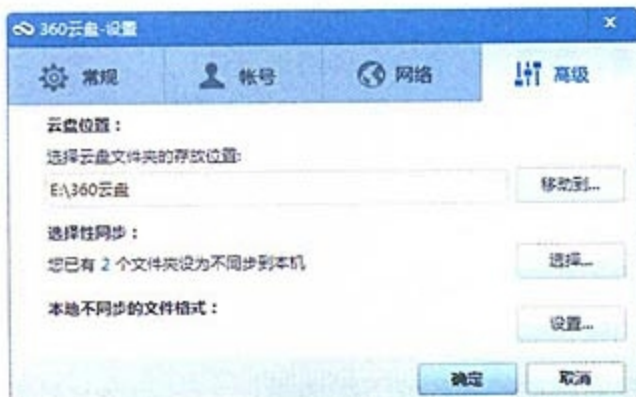 360云盘-设置
常规 帐号 网络 高级
云盘位置：
选择云盘文件夹的存放位置:
E:\360云盘 移动到...
选择性同步：
您已有 2 个文件夹设为不同步到本机 选择...
本地不同步的文件格式：
设置...
确定 取消